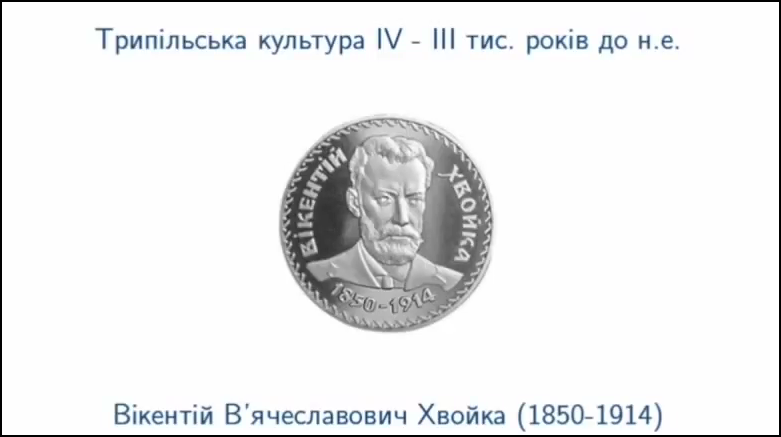 Трипільська культура IV - III тис. років до н.е.
ВІКЕНТІЙ ХВОЙКА
1850-1914
Вікентій В'ячеславович Хвойка (1850-1914)